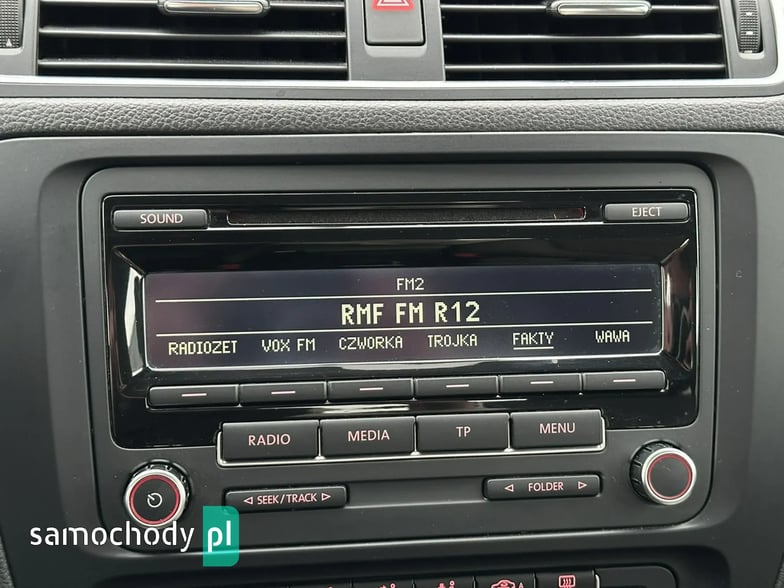 SOUND
EJECT
FM2
RMF FM R12
RADIOZET VOX FM CZWORKA TROJKA FAKTY WAWA
RADIO MEDIA TP MENU
SEEK/TRACK FOLDER
samochody pl